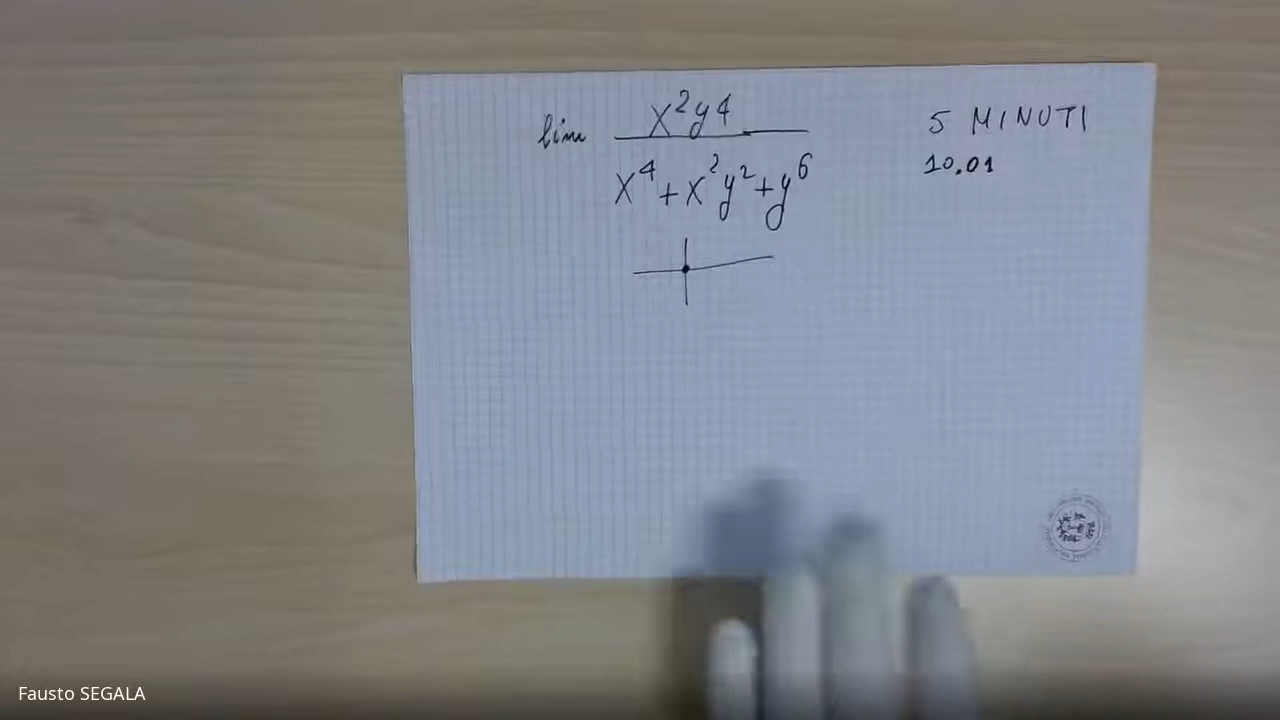 lim x²y⁴ / x⁴+x²y²+y⁶
5 MINUTI
10.01
Fausto SEGALA